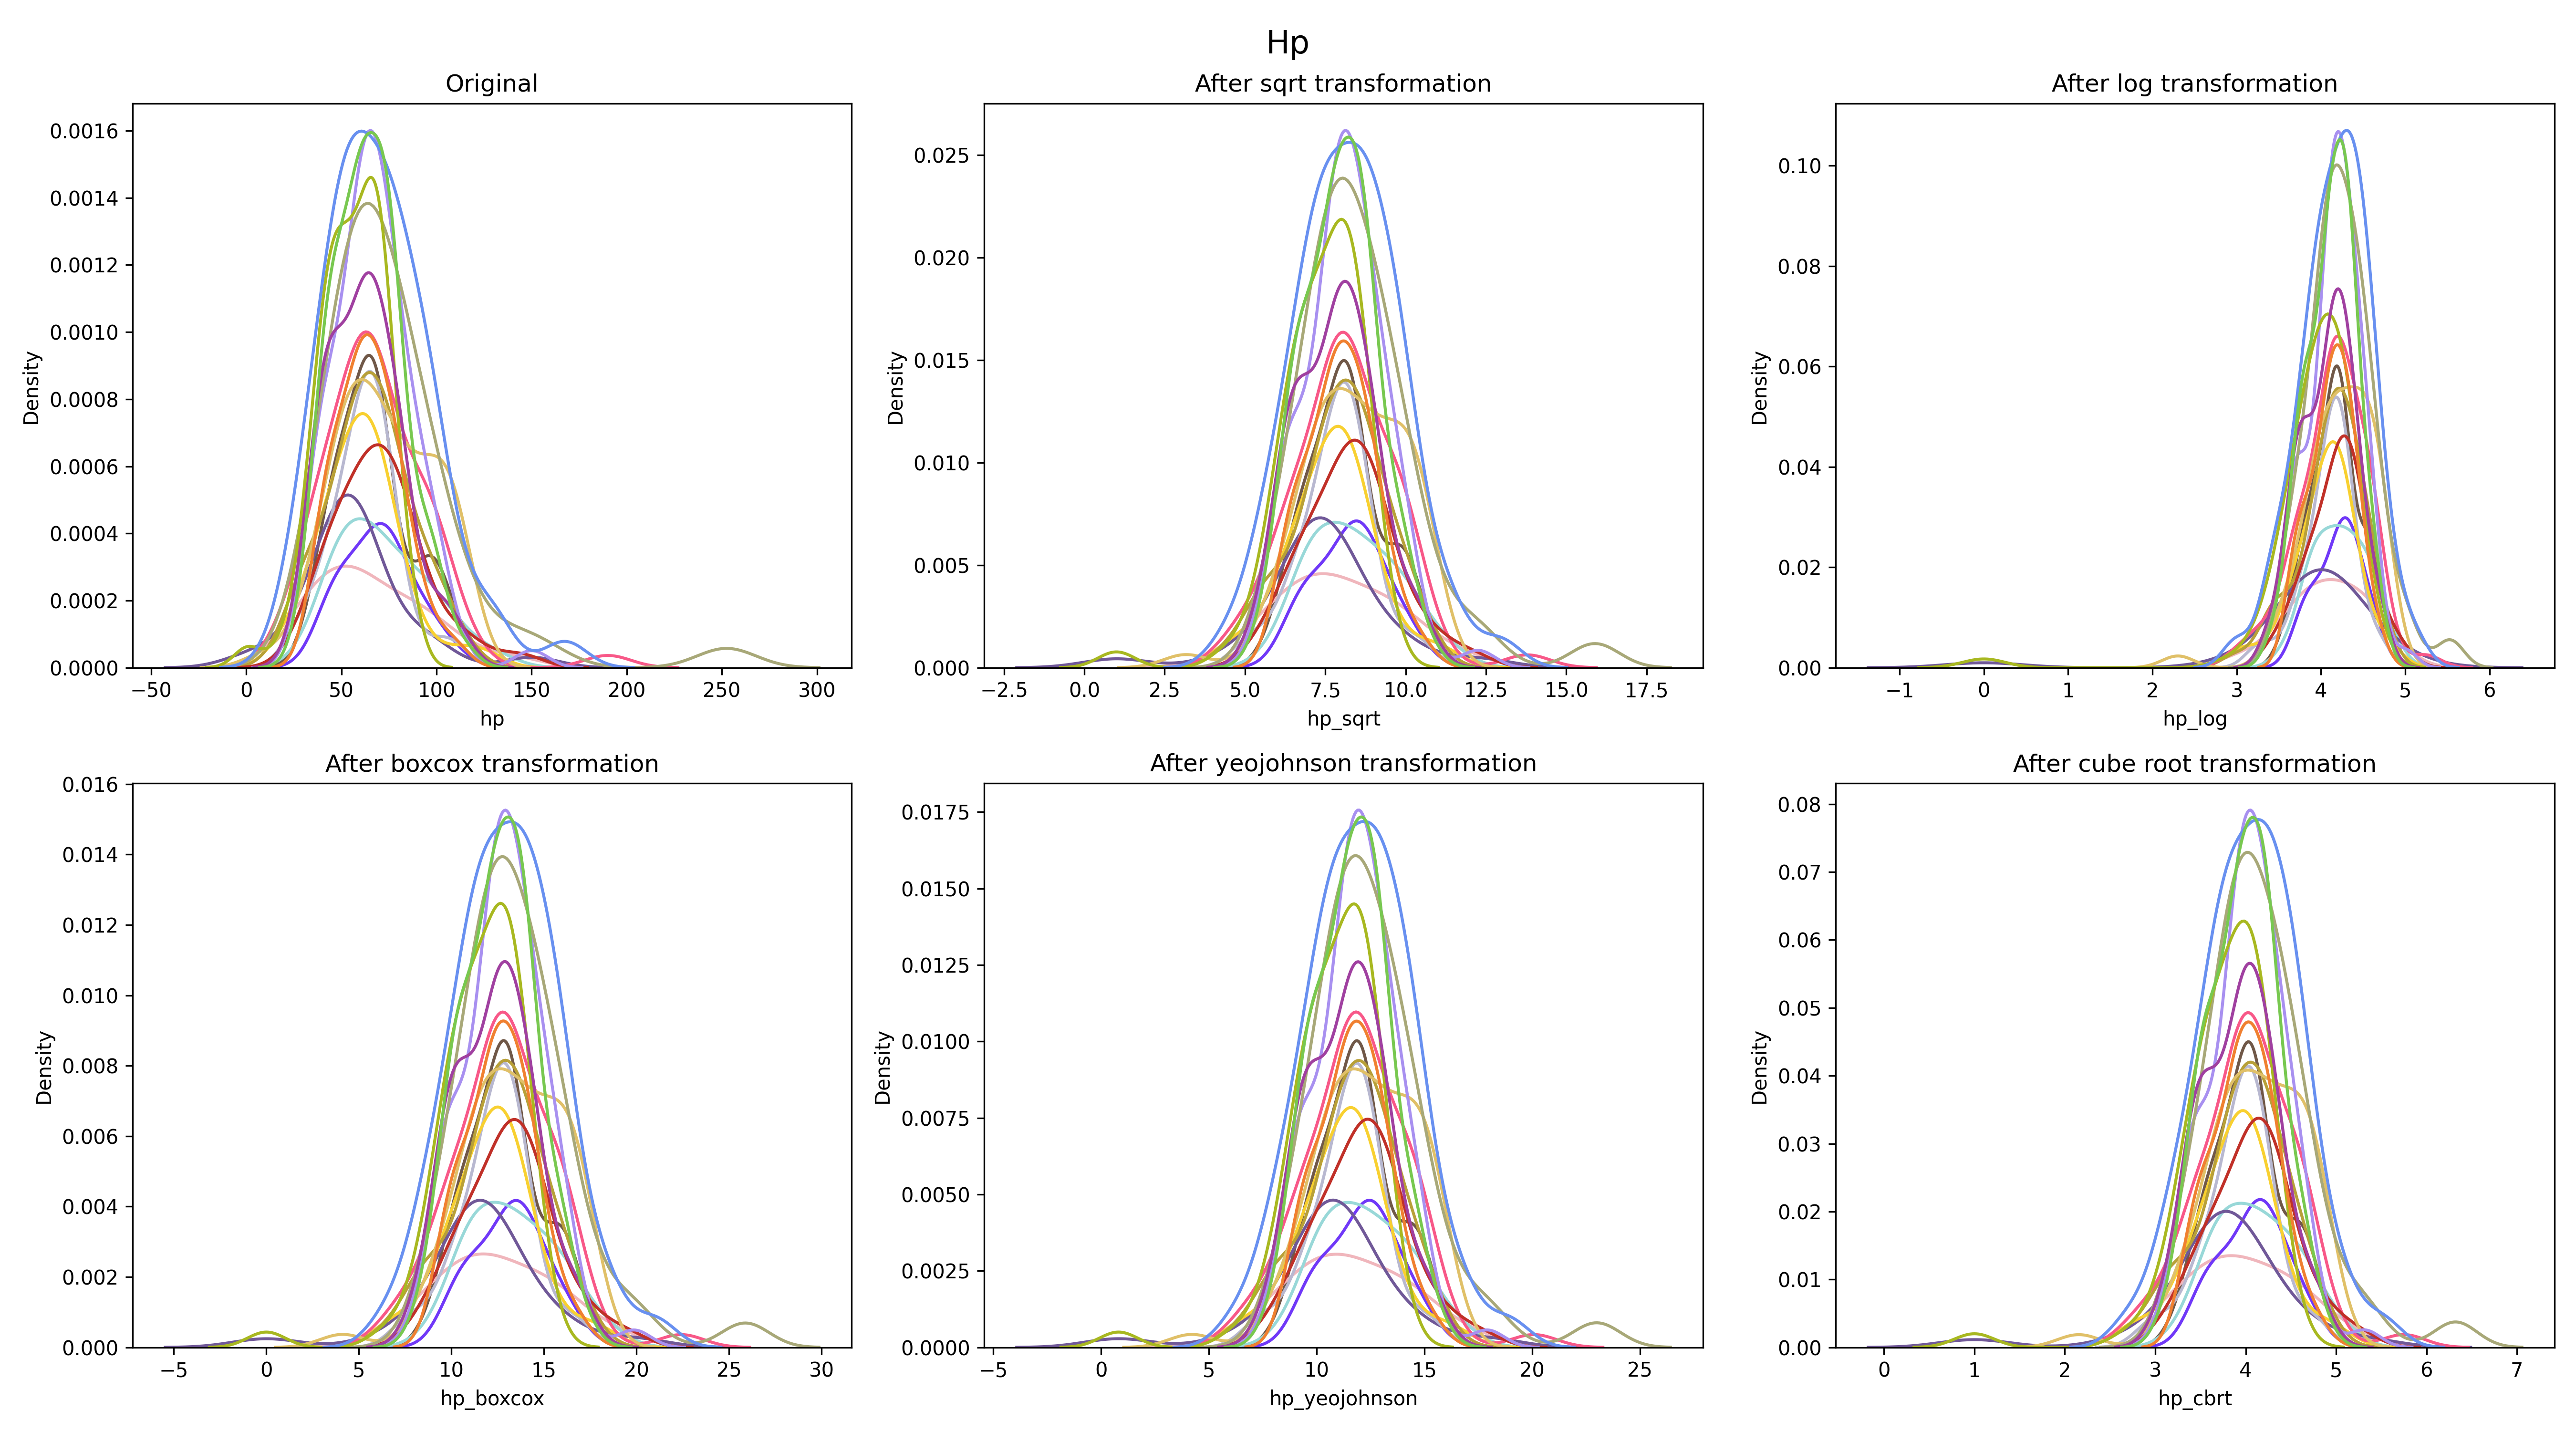 Hp
Original
0.0016
0.0014
0.0012
0.0010
0.0008
0.0006
0.0004
0.0002
0.0000
Density
−50 0 50 100 150 200 250 300
hp
After sqrt transformation
0.025
0.020
0.015
0.010
0.005
0.000
Density
−2.5 0.0 2.5 5.0 7.5 10.0 12.5 15.0 17.5
hp_sqrt
After log transformation
0.10
0.08
0.06
0.04
0.02
0.00
Density
−1 0 1 2 3 4 5 6
hp_log
After boxcox transformation
0.016
0.014
0.012
0.010
0.008
0.006
0.004
0.002
0.000
Density
−5 0 5 10 15 20 25 30
hp_boxcox
After yeojohnson transformation
0.0175
0.0150
0.0125
0.0100
0.0075
0.0050
0.0025
0.0000
Density
−5 0 5 10 15 20 25
hp_yeojohnson
After cube root transformation
0.08
0.07
0.06
0.05
0.04
0.03
0.02
0.01
0.00
Density
0 1 2 3 4 5 6 7
hp_cbrt